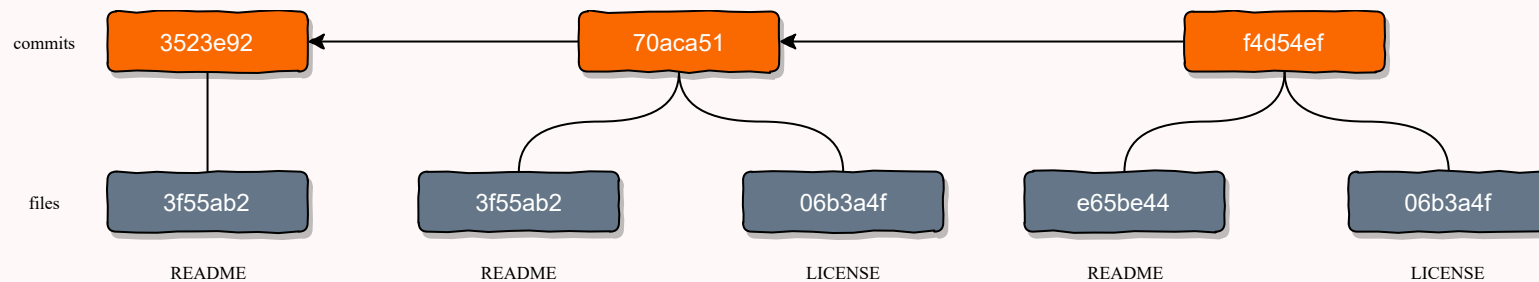 commits 3523e92 70aca51 f4d54ef
files 3f55ab2 3f55ab2 06b3a4f e65be44 06b3a4f
README README LICENSE README LICENSE